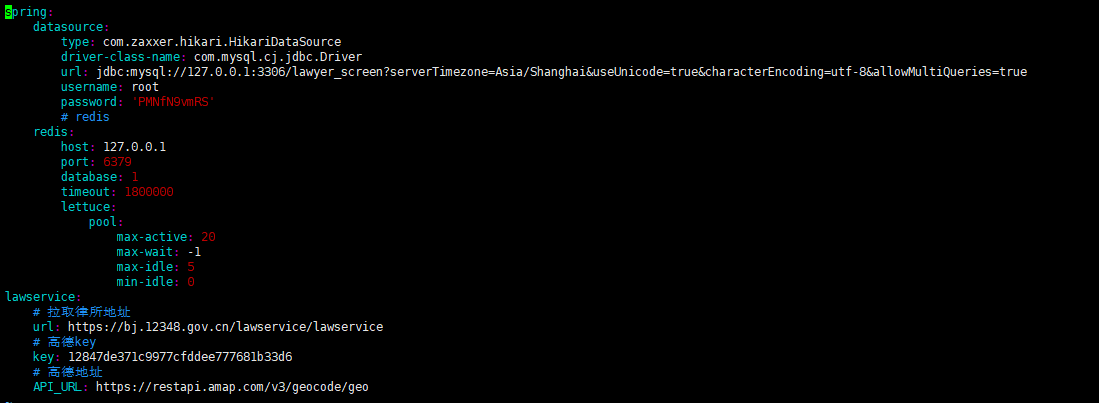 spring:
    datasource:
        type: com.zaxxer.hikari.HikariDataSource
        driver-class-name: com.mysql.cj.jdbc.Driver
        url: jdbc:mysql://127.0.0.1:3306/lawyer_screen?serverTimezone=Asia/Shanghai&useUnicode=true&characterEncoding=utf-8&allowMultiQueries=true
        username: root
        password: 'PMNfN9vmRS'
        # redis
    redis:
        host: 127.0.0.1
        port: 6379
        database: 1
        timeout: 1800000
        lettuce:
            pool:
                max-active: 20
                max-wait: -1
                max-idle: 5
                min-idle: 0
lawservice:
    # 拉取律所地址
    url: https://bj.12348.gov.cn/lawservice/lawservice
    # 高德key
    key: 12847de371c9977cfddee777681b33d6
    # 高德地址
    API_URL: https://restapi.amap.com/v3/geocode/geo